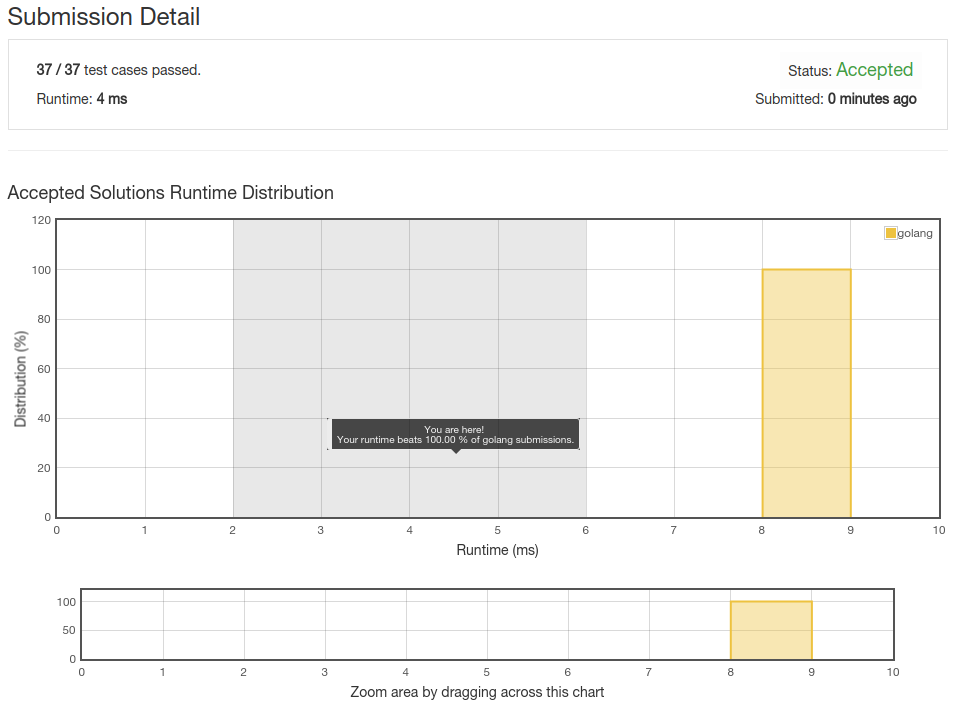 Submission Detail
37 / 37 test cases passed.
Status: Accepted
Runtime: 4 ms
Submitted: 0 minutes ago
Accepted Solutions Runtime Distribution
golang
120
100
80
60
40
20
0
Distribution (%)
You are here!
Your runtime beats 100.00 % of golang submissions.
0 1 2 3 4 5 6 7 8 9 10
Runtime (ms)
100
50
0
0 1 2 3 4 5 6 7 8 9 10
Zoom area by dragging across this chart